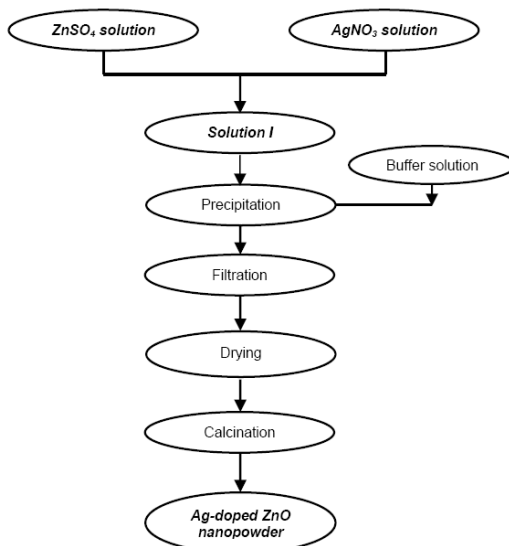 ZnSO₄ solution
AgNO₃ solution
Solution I
Buffer solution
Precipitation
Filtration
Drying
Calcination
Ag-doped ZnO
nanopowder